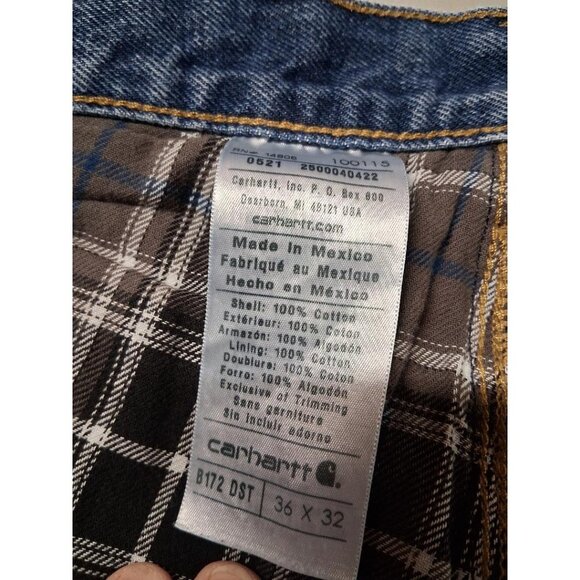 RN# 14806 100115
0521 2500040422
Carhartt, Inc. P. O. Box 600
Dearborn, MI 48121 USA
carhartt.com
Made in Mexico
Fabriqué au Mexique
Hecho en México
Shell: 100% Cotton
Extérieur: 100% Coton
Armazón: 100% Algodón
Lining: 100% Cotton
Doublure: 100% Coton
Forro: 100% Algodón
Exclusive of Trimming
Sans garniture
Sin incluir adorno
carhartt
B172 DST 36 X 32